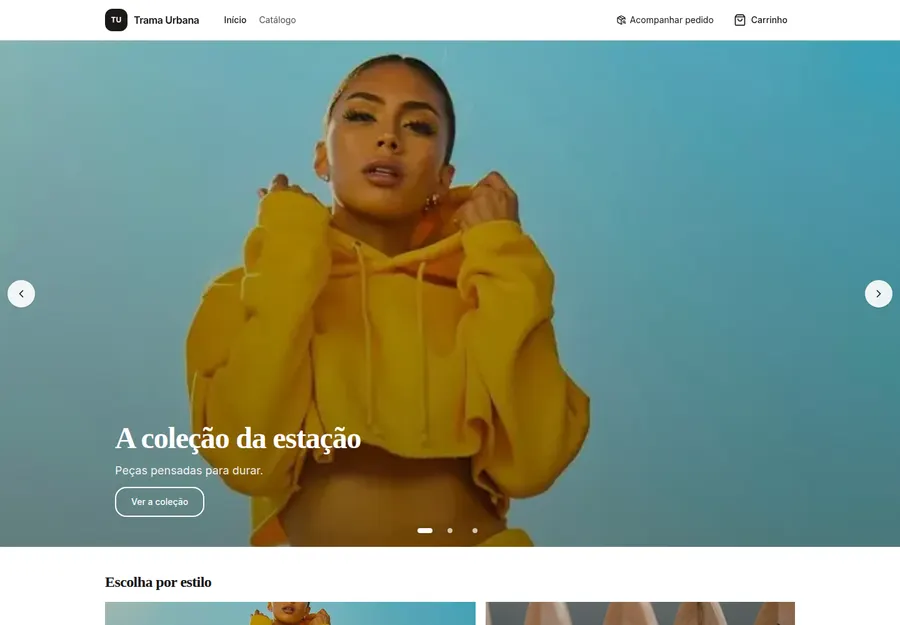 TU
Trama Urbana
Início
Catálogo
Acompanhar pedido
Carrinho
A coleção da estação
Peças pensadas para durar.
Ver a coleção
Escolha por estilo